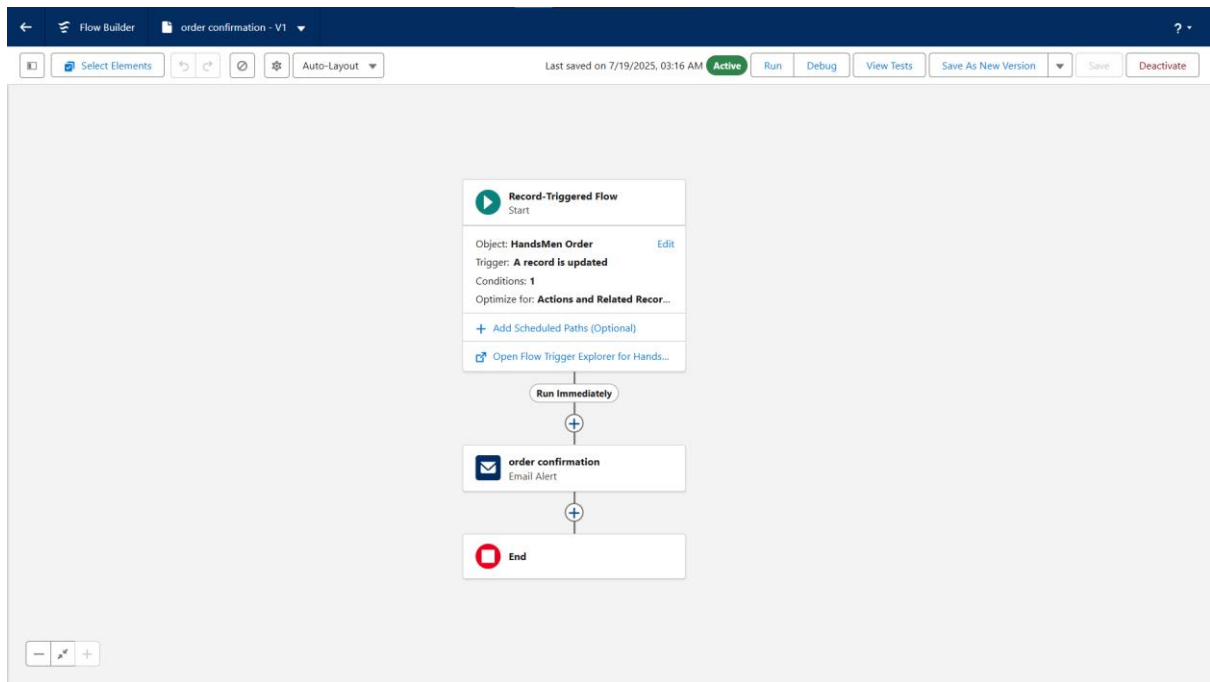 Flow Builder order confirmation - V1 ?
Select Elements Auto-Layout Last saved on 7/19/2025, 03:16 AM Active Run Debug View Tests Save As New Version Save Deactivate
Record-Triggered Flow
Start
Object: HandsMen Order Edit
Trigger: A record is updated
Conditions: 1
Optimize for: Actions and Related Recor...
+ Add Scheduled Paths (Optional)
Open Flow Trigger Explorer for Hands...
Run Immediately
order confirmation
Email Alert
End